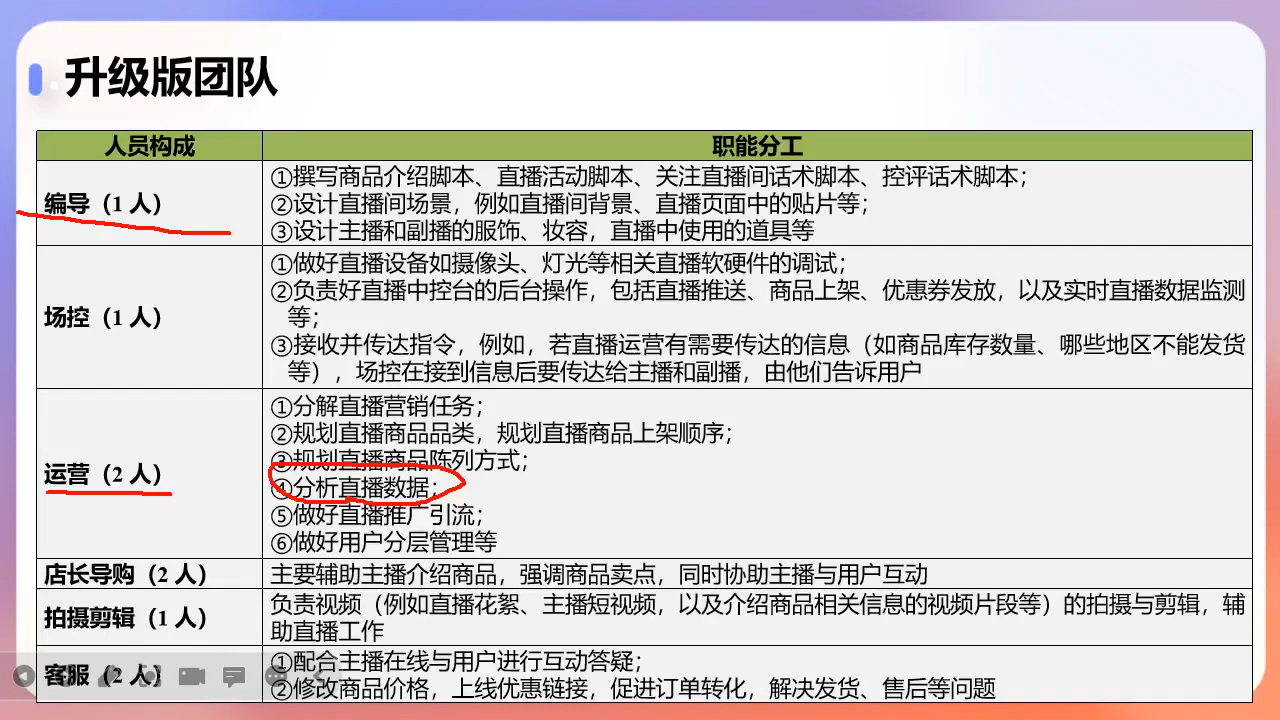 升级版团队
人员构成
职能分工
编导（1 人）
①撰写商品介绍脚本、直播活动脚本、关注直播间话术脚本、控评话术脚本；
②设计直播间场景，例如直播间背景、直播页面中的贴片等；
③设计主播和副播的服饰、妆容，直播中使用的道具等
场控（1 人）
①做好直播设备如摄像头、灯光等相关直播软硬件的调试；
②负责好直播中控台的后台操作，包括直播推送、商品上架、优惠券发放，以及实时直播数据监测
等；
③接收并传达指令，例如，若直播运营有需要传达的信息（如商品库存数量、哪些地区不能发货
等），场控在接到信息后要传达给主播和副播，由他们告诉用户
运营（2 人）
①分解直播营销任务；
②规划直播商品品类，规划直播商品上架顺序；
③规划直播商品陈列方式；
④分析直播数据；
⑤做好直播推广引流；
⑥做好用户分层管理等
店长导购（2 人）
主要辅助主播介绍商品，强调商品卖点，同时协助主播与用户互动
拍摄剪辑（1 人）
负责视频（例如直播花絮、主播短视频，以及介绍商品相关信息的视频片段等）的拍摄与剪辑，辅
助直播工作
客服（2 人）
①配合主播在线与用户进行互动答疑；
②修改商品价格，上线优惠链接，促进订单转化，解决发货、售后等问题